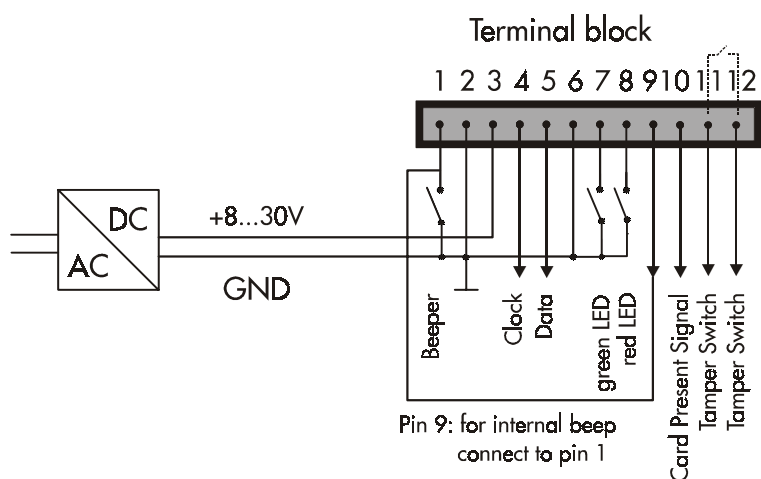 Terminal block
1 2 3 4 5 6 7 8 9 10 11 12
DC
AC
+8...30V
GND
Beeper
Clock
Data
green LED
red LED
Card Present Signal
Tamper Switch
Tamper Switch
Pin 9: for internal beep
connect to pin 1